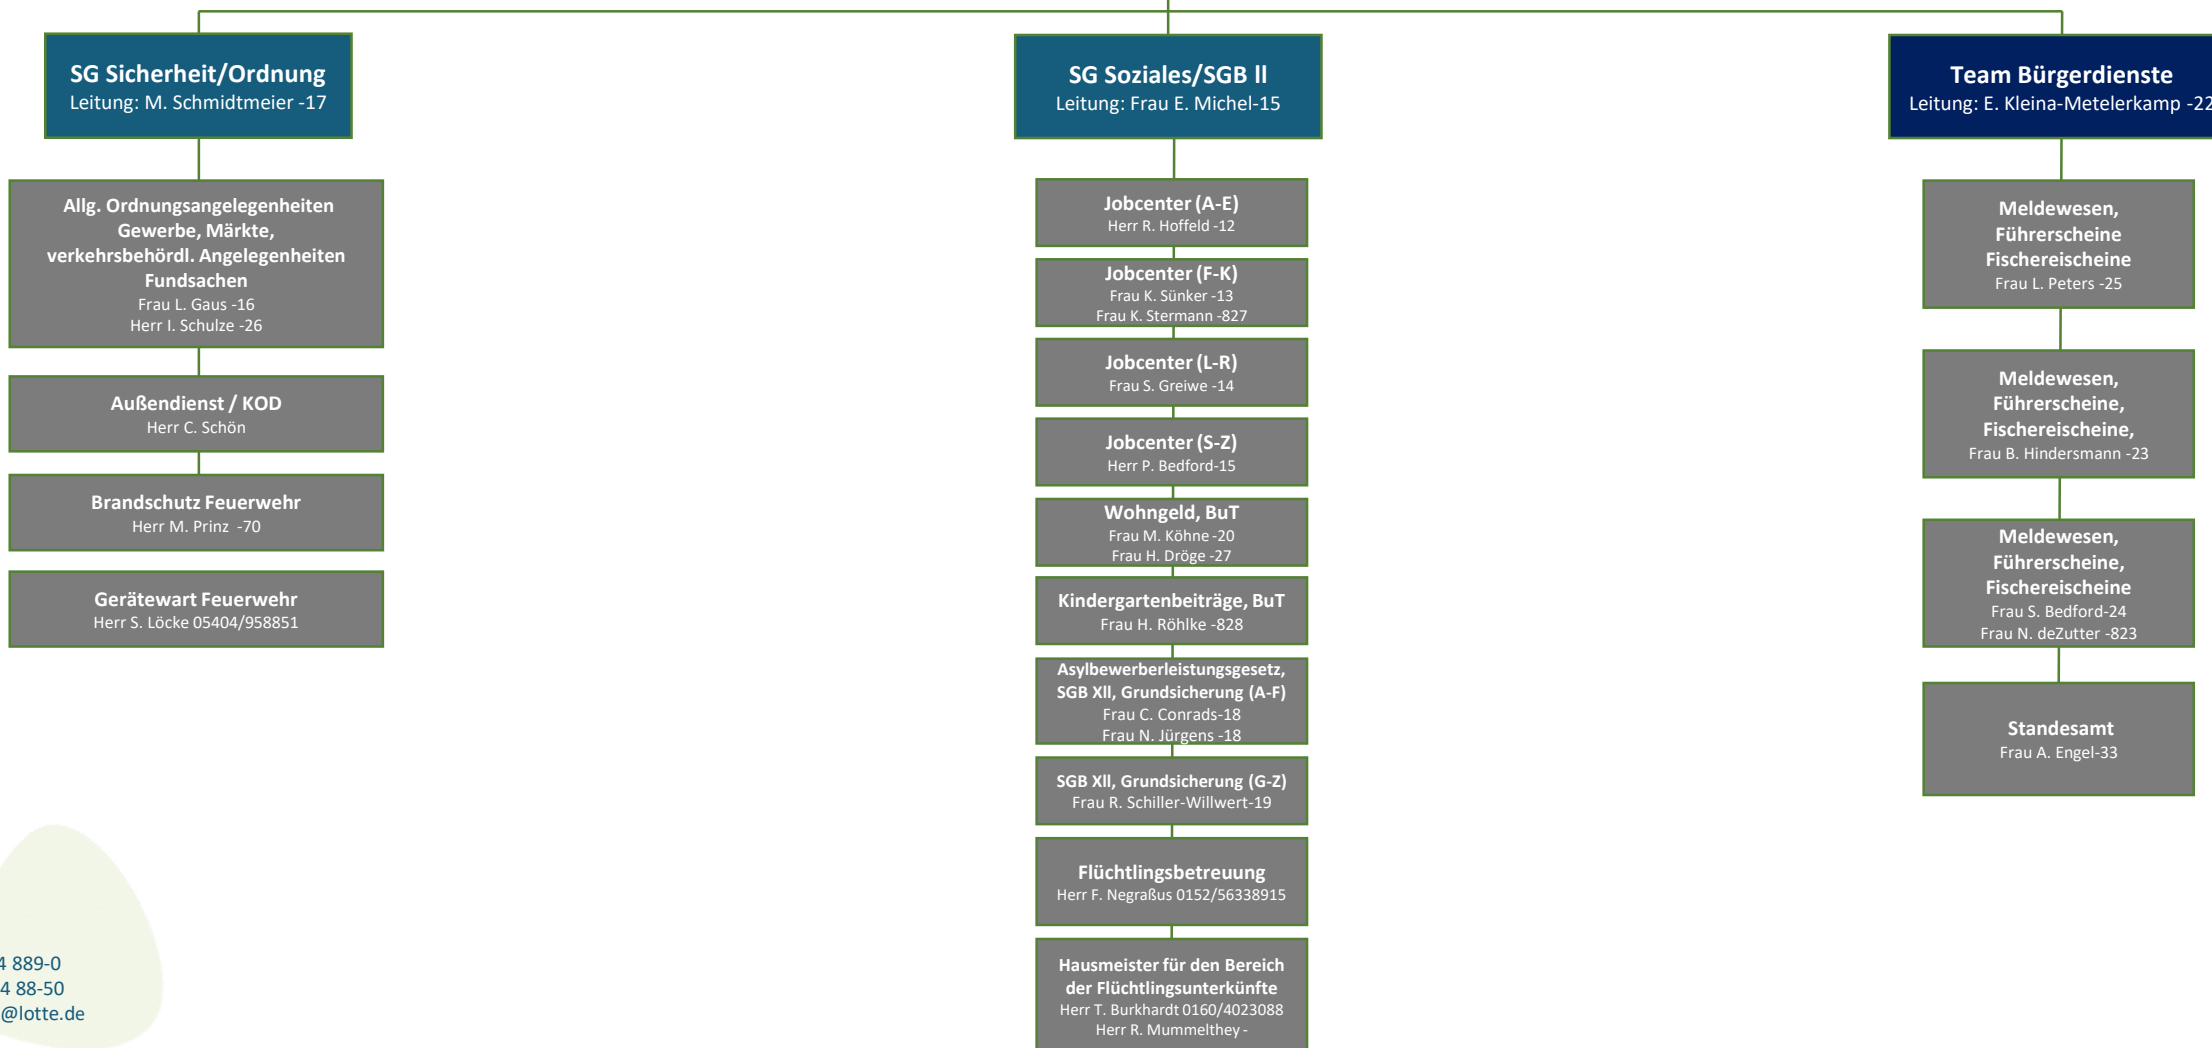 SG Sicherheit/Ordnung
Leitung: M. Schmidtmeier -17
Allg. Ordnungsangelegenheiten
Gewerbe, Märkte,
verkehrsbehördl. Angelegenheiten
Fundsachen
Frau L. Gaus -16
Herr I. Schulze -26
Außendienst / KOD
Herr C. Schön
Brandschutz Feuerwehr
Herr M. Prinz -70
Gerätewart Feuerwehr
Herr S. Löcke 05404/958851
SG Soziales/SGB ll
Leitung: Frau E. Michel-15
Jobcenter (A-E)
Herr R. Hoffeld -12
Jobcenter (F-K)
Frau K. Sünker -13
Frau K. Stermann -827
Jobcenter (L-R)
Frau S. Greiwe -14
Jobcenter (S-Z)
Herr P. Bedford-15
Wohngeld, BuT
Frau M. Köhne -20
Frau H. Dröge -27
Kindergartenbeiträge, BuT
Frau H. Röhlke -828
Asylbewerberleistungsgesetz,
SGB Xll, Grundsicherung (A-F)
Frau C. Conrads-18
Frau N. Jürgens -18
SGB Xll, Grundsicherung (G-Z)
Frau R. Schiller-Willwert-19
Flüchtlingsbetreuung
Herr F. Negraßus 0152/56338915
Hausmeister für den Bereich
der Flüchtlingsunterkünfte
Herr T. Burkhardt 0160/4023088
Herr R. Mummelthey -
Team Bürgerdienste
Leitung: E. Kleina-Metelerkamp -22
Meldewesen,
Führerscheine
Fischereischeine
Frau L. Peters -25
Meldewesen,
Führerscheine,
Fischereischeine,
Frau B. Hindersmann -23
Meldewesen,
Führerscheine,
Fischereischeine
Frau S. Bedford-24
Frau N. deZutter -823
Standesamt
Frau A. Engel-33
4 889-0
4 88-50
@lotte.de